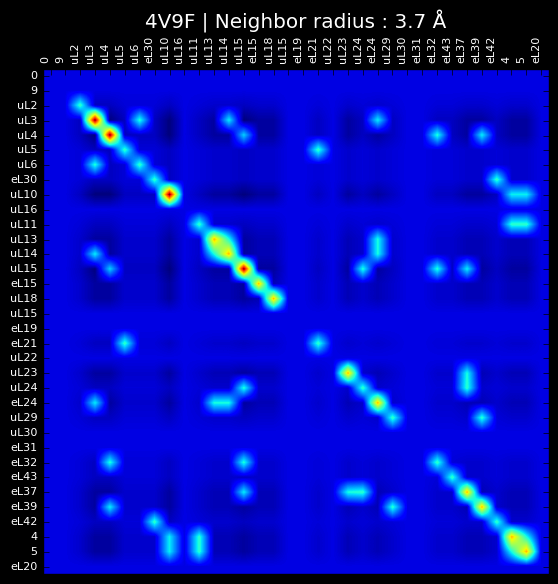 4V9F | Neighbor radius : 3.7 Å
0 9 uL2 uL3 uL4 uL5 uL6 eL30 uL10 uL16 uL11 uL13 uL14 uL15 eL15 uL18 uL15 eL19 eL21 uL22 uL23 uL24 eL24 uL29 uL30 eL31 eL32 eL43 eL37 eL39 eL42 4 5 eL20
0
9
uL2
uL3
uL4
uL5
uL6
eL30
uL10
uL16
uL11
uL13
uL14
uL15
eL15
uL18
uL15
eL19
eL21
uL22
uL23
uL24
eL24
uL29
uL30
eL31
eL32
eL43
eL37
eL39
eL42
4
5
eL20